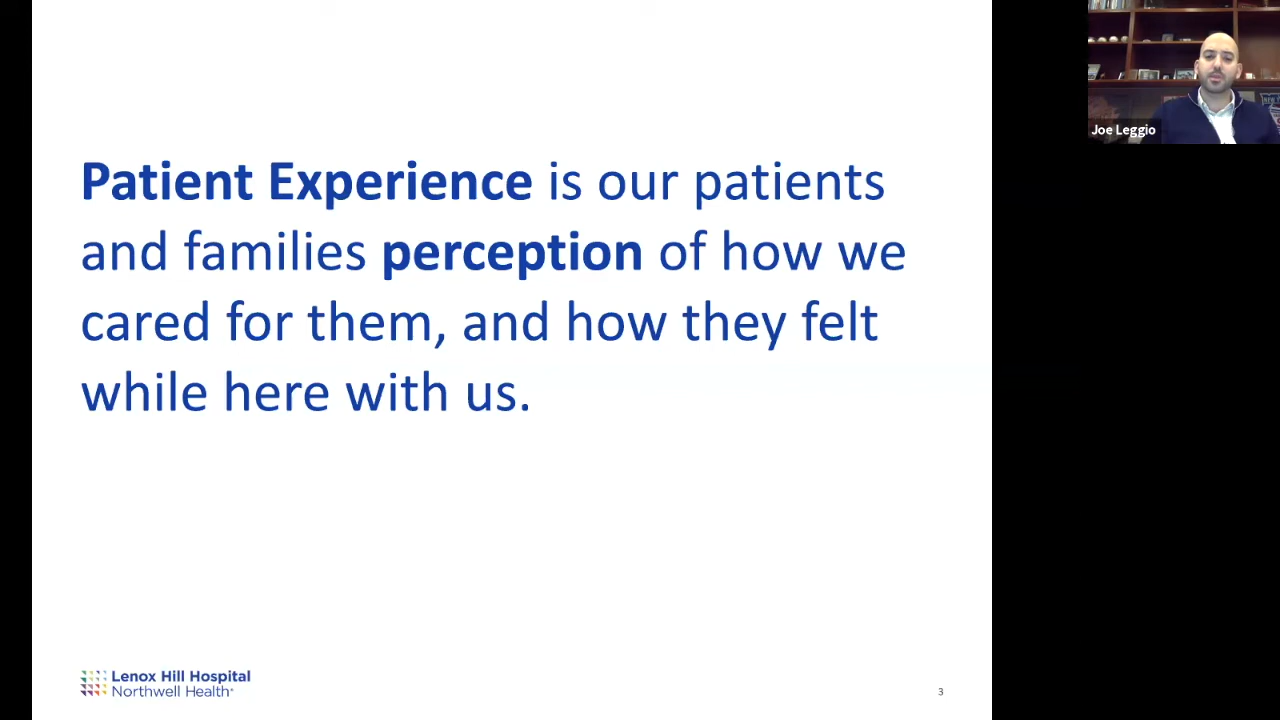 Patient Experience is our patients
and families perception of how we
cared for them, and how they felt
while here with us.
Lenox Hill Hospital
Northwell Health
3
Joe Leggio